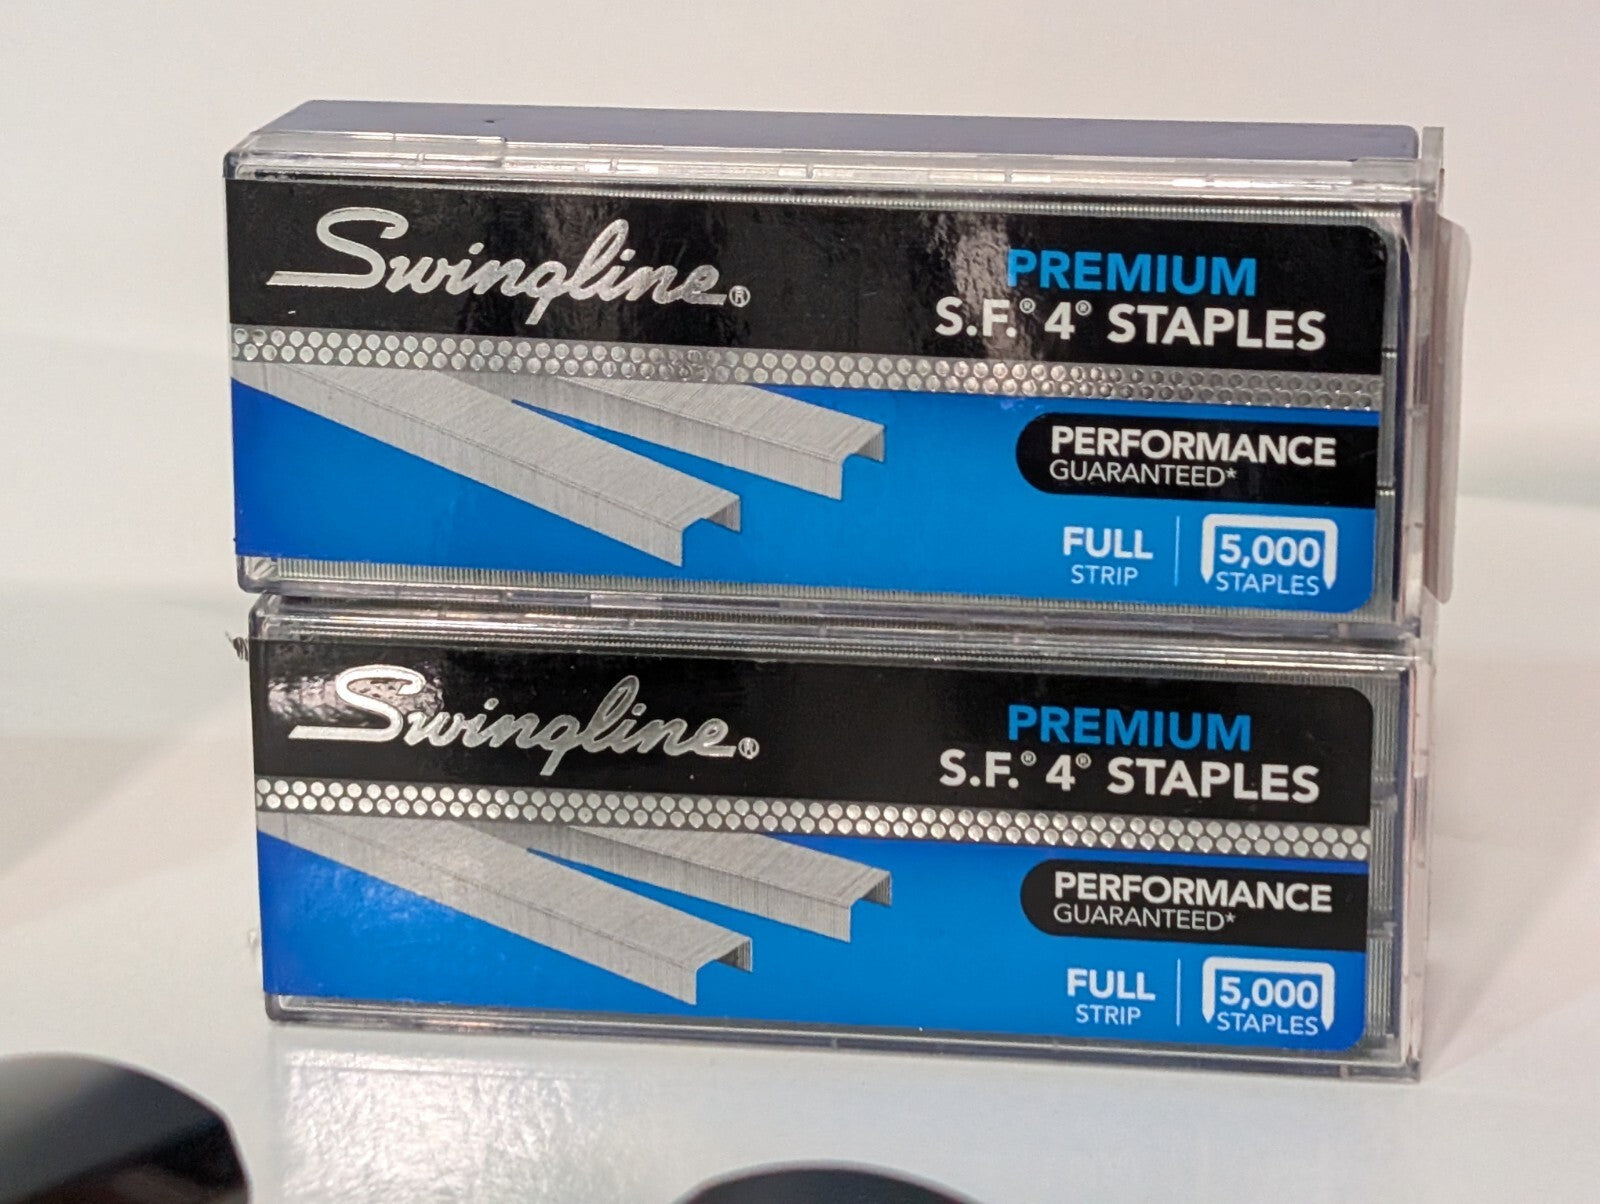 Swingline®
PREMIUM
S.F.® 4® STAPLES
PERFORMANCE
GUARANTEED*
FULL
STRIP
5,000
STAPLES
Swingline®
PREMIUM
S.F.® 4® STAPLES
PERFORMANCE
GUARANTEED*
FULL
STRIP
5,000
STAPLES